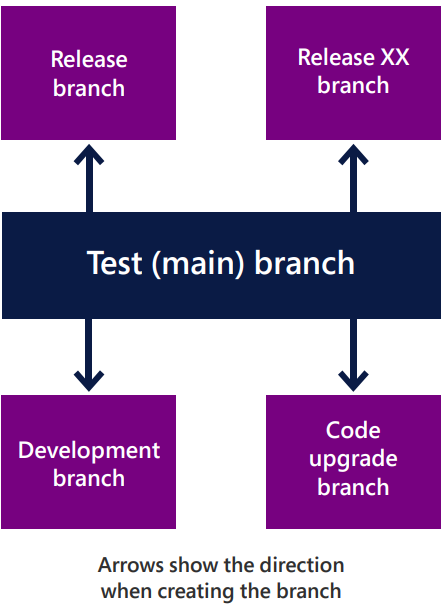 Release
branch
Release XX
branch
Test (main) branch
Development
branch
Code
upgrade
branch
Arrows show the direction
when creating the branch